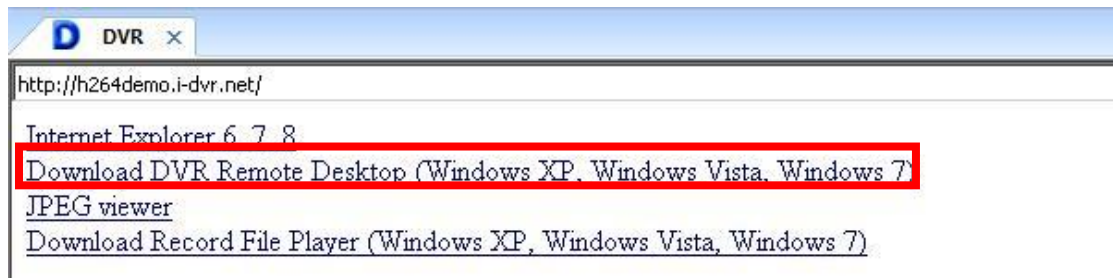 D DVR ×
http://h264demo.i-dvr.net/
Internet Explorer 6, 7, 8
Download DVR Remote Desktop (Windows XP, Windows Vista, Windows 7)
JPEG viewer
Download Record File Player (Windows XP, Windows Vista, Windows 7)